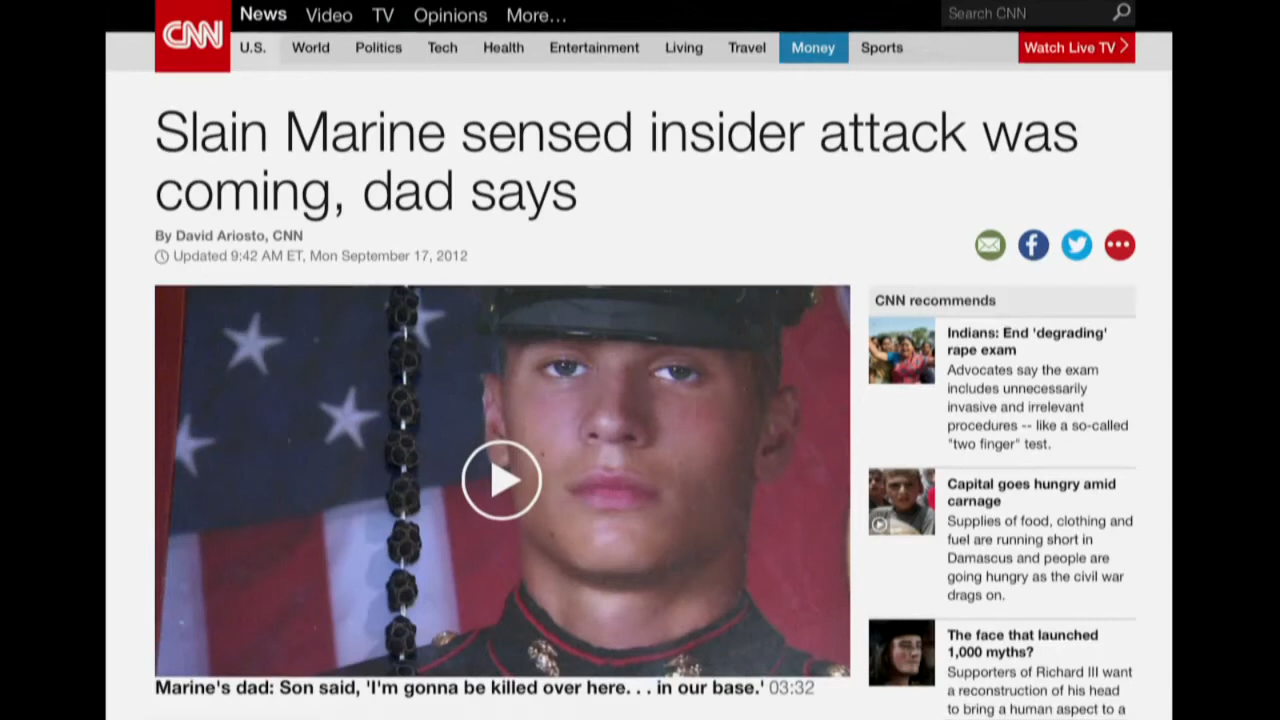 CNN
News Video TV Opinions More...
Search CNN
U.S. World Politics Tech Health Entertainment Living Travel Money Sports
Watch Live TV
Slain Marine sensed insider attack was
coming, dad says
By David Ariosto, CNN
Updated 9:42 AM ET, Mon September 17, 2012
Marine's dad: Son said, 'I'm gonna be killed over here. . . in our base.' 03:32
CNN recommends
Indians: End 'degrading'
rape exam
Advocates say the exam
includes unnecessarily
invasive and irrelevant
procedures -- like a so-called
"two finger" test.
Capital goes hungry amid
carnage
Supplies of food, clothing and
fuel are running short in
Damascus and people are
going hungry as the civil war
drags on.
The face that launched
1,000 myths?
Supporters of Richard III want
a reconstruction of his head
to bring a human aspect to a